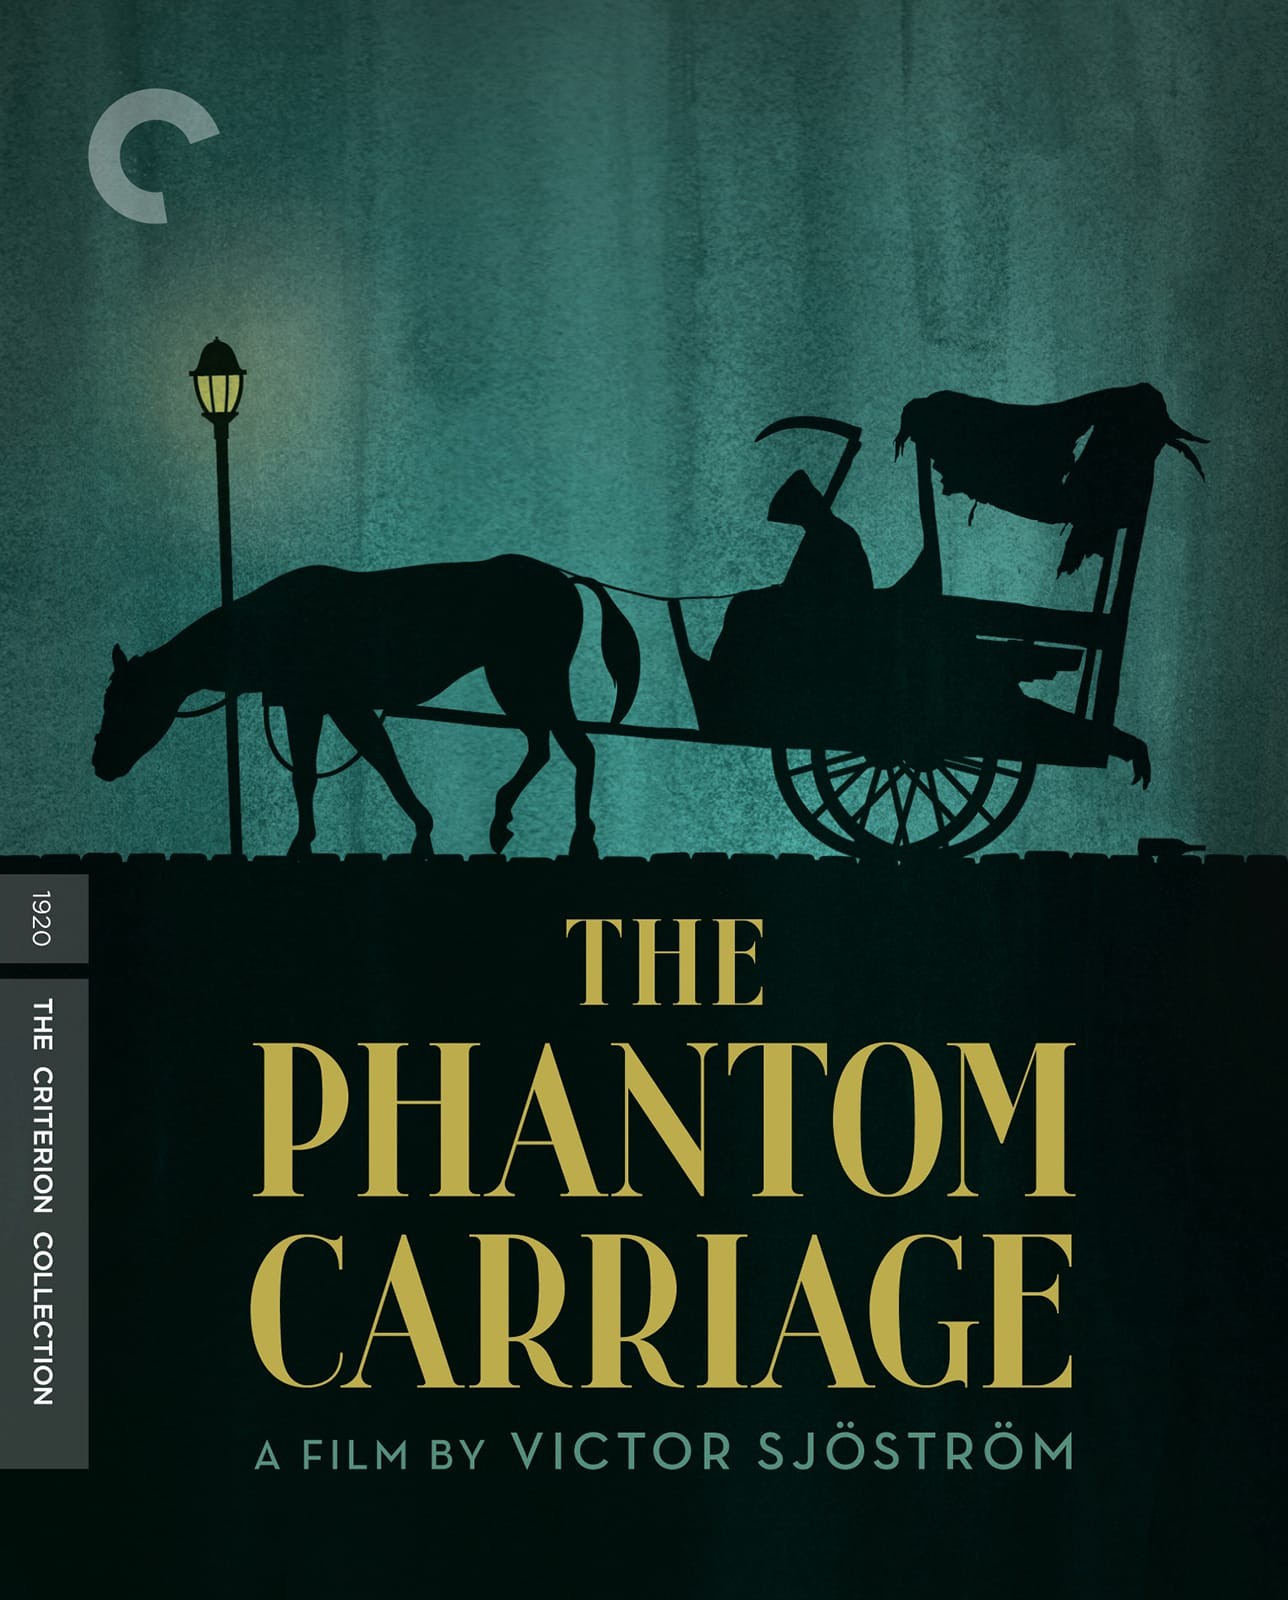 1920
THE CRITERION COLLECTION
THE
PHANTOM
CARRIAGE
A FILM BY VICTOR SJÖSTRÖM